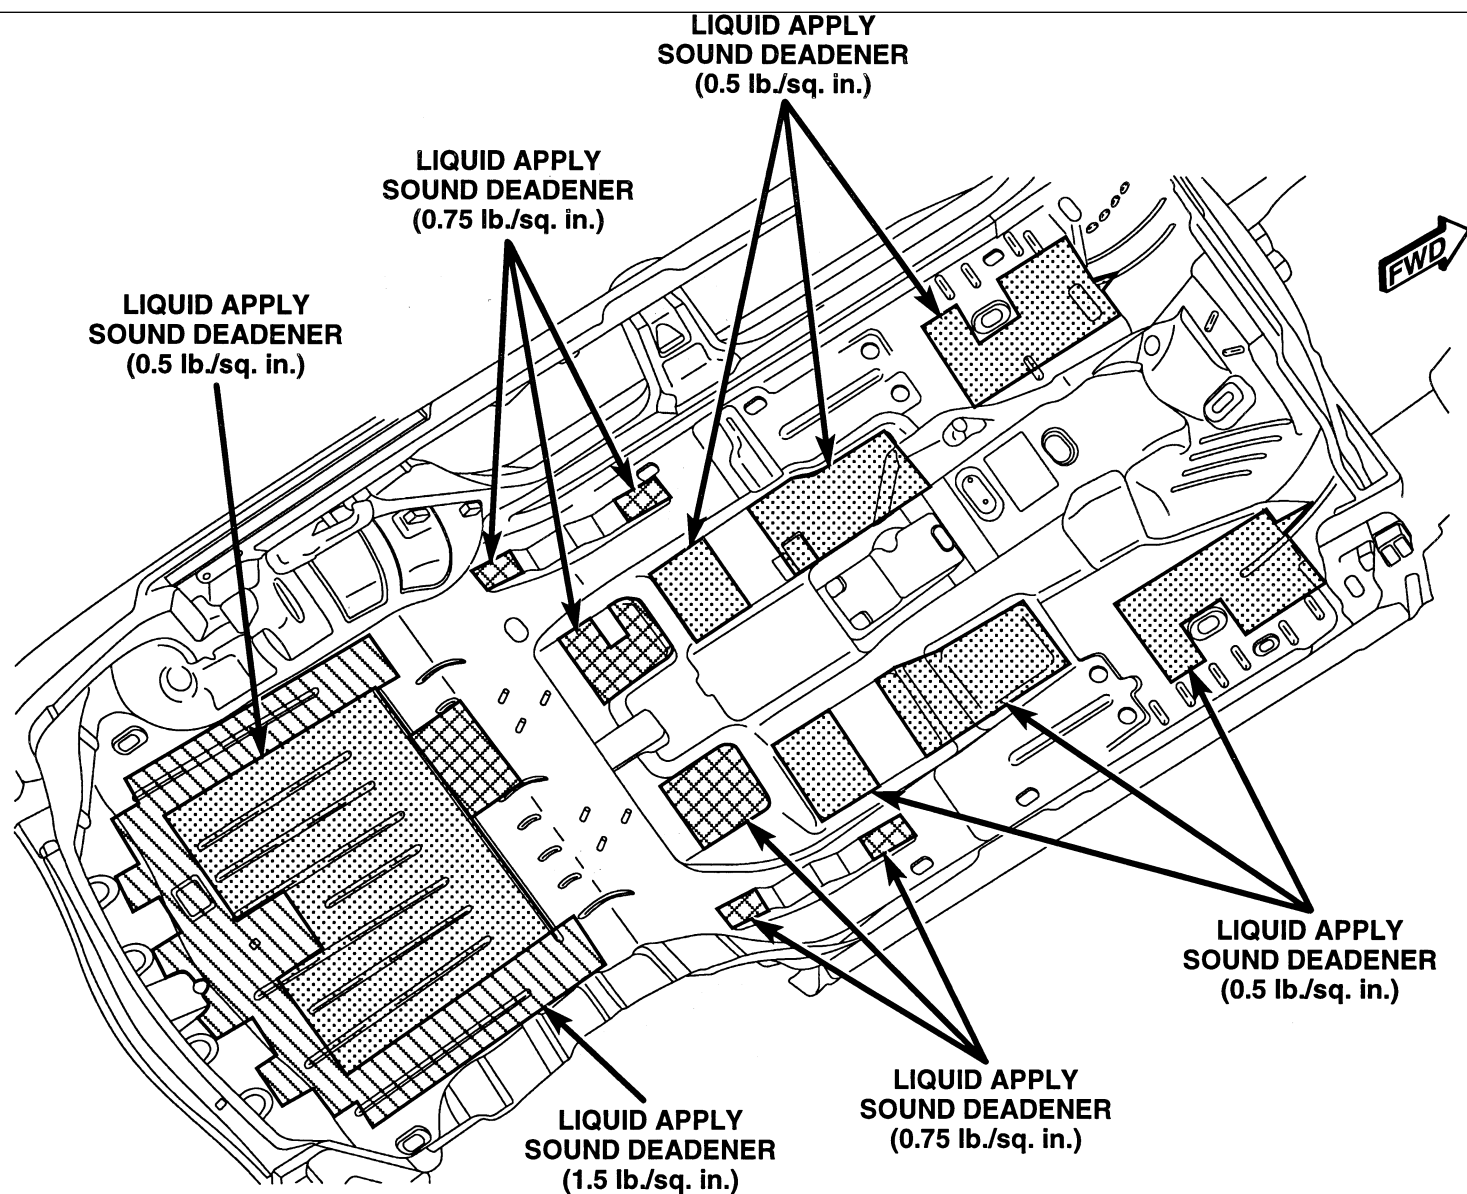 LIQUID APPLY
SOUND DEADENER
(0.5 lb./sq. in.)
LIQUID APPLY
SOUND DEADENER
(0.75 lb./sq. in.)
LIQUID APPLY
SOUND DEADENER
(0.5 lb./sq. in.)
FWD
LIQUID APPLY
SOUND DEADENER
(0.5 lb./sq. in.)
LIQUID APPLY
SOUND DEADENER
(0.75 lb./sq. in.)
LIQUID APPLY
SOUND DEADENER
(1.5 lb./sq. in.)